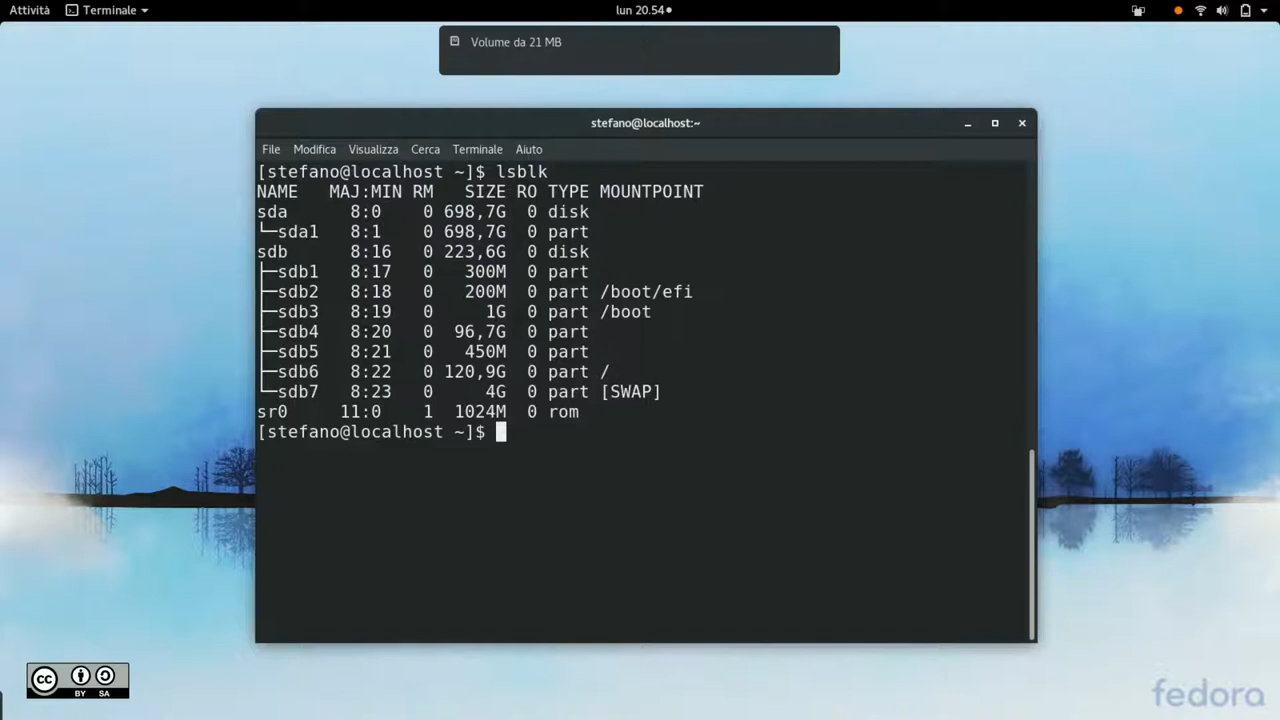 Attività Terminale lun 20.54
Volume da 21 MB
stefano@localhost:~
File Modifica Visualizza Cerca Terminale Aiuto
[stefano@localhost ~]$ lsblk
NAME MAJ:MIN RM SIZE RO TYPE MOUNTPOINT
sda 8:0 0 698,7G 0 disk
└─sda1 8:1 0 698,7G 0 part
sdb 8:16 0 223,6G 0 disk
├─sdb1 8:17 0 300M 0 part
├─sdb2 8:18 0 200M 0 part /boot/efi
├─sdb3 8:19 0 1G 0 part /boot
├─sdb4 8:20 0 96,7G 0 part
├─sdb5 8:21 0 450M 0 part
├─sdb6 8:22 0 120,9G 0 part /
└─sdb7 8:23 0 4G 0 part [SWAP]
sr0 11:0 1 1024M 0 rom
[stefano@localhost ~]$
cc
BY SA
fedora